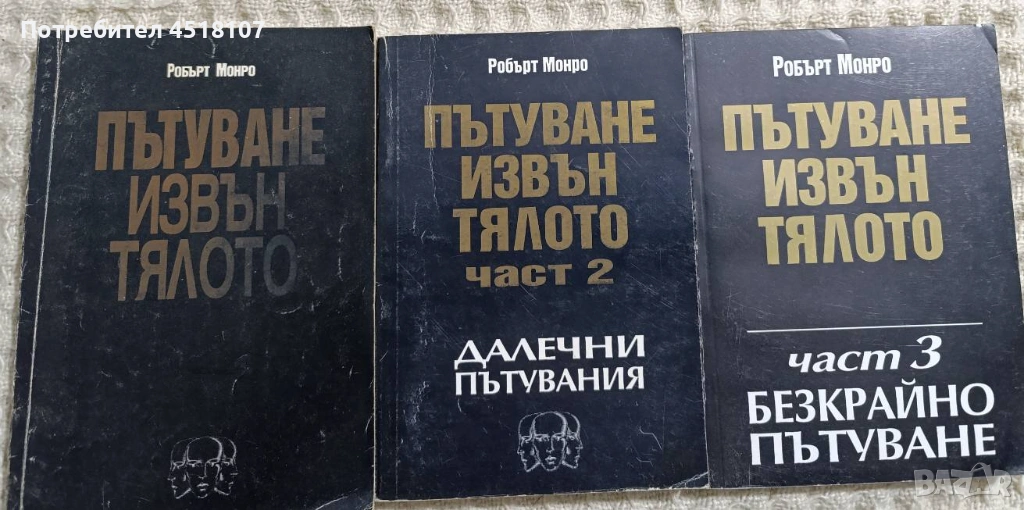 Потребител 4518107
Робърт Монро
ПЪТУВАНЕ
ИЗВЪН
ТЯЛОТО
Робърт Монро
ПЪТУВАНЕ
ИЗВЪН
ТЯЛОТО
част 2
ДАЛЕЧНИ
ПЪТУВАНИЯ
Робърт Монро
ПЪТУВАНЕ
ИЗВЪН
ТЯЛОТО
част 3
БЕЗКРАЙНО
ПЪТУВАНЕ
BAZAR